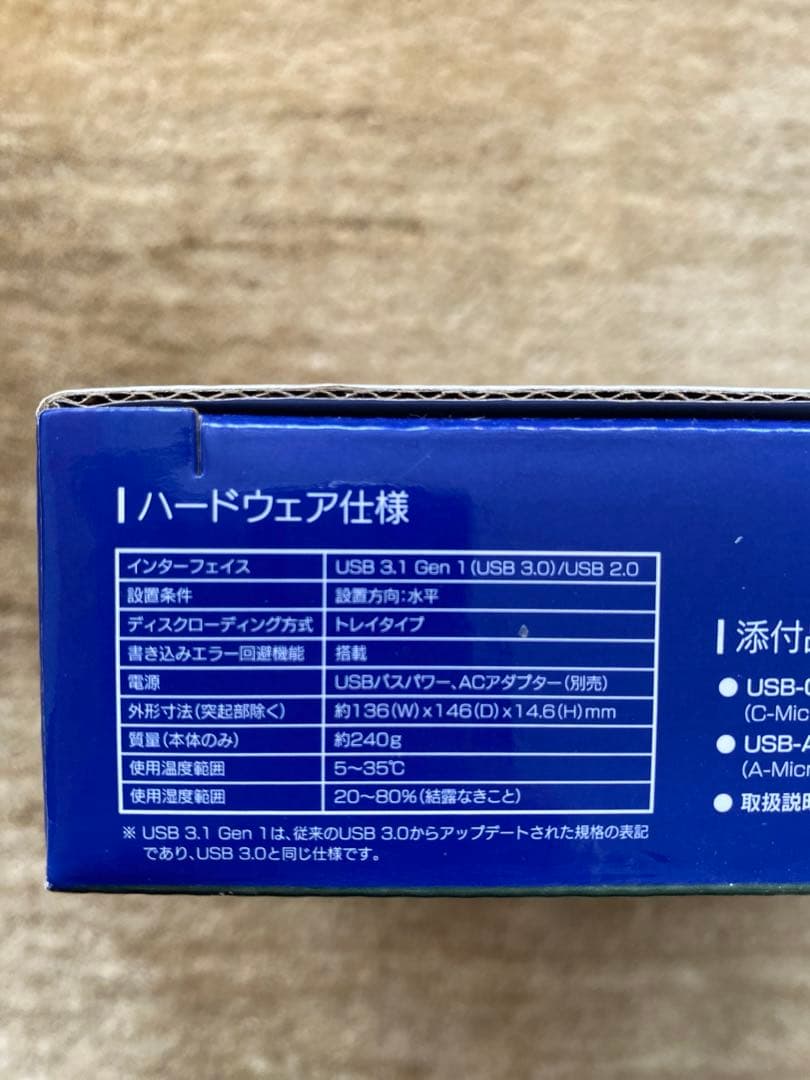 ハードウェア仕様
インターフェイス USB 3.1 Gen 1(USB 3.0)/USB 2.0
設置条件 設置方向:水平
ディスクローディング方式 トレイタイプ
書き込みエラー回避機能 搭載
電源 USBバスパワー、ACアダプター(別売)
外形寸法(突起部除く) 約136(W)x146(D)x14.6(H)mm
質量(本体のみ) 約240g
使用温度範囲 5〜35℃
使用湿度範囲 20〜80%(結露なきこと)
※ USB 3.1 Gen 1は、従来のUSB 3.0からアップデートされた規格の表記
であり、USB 3.0と同じ仕様です。
添付
● USB-
(C-Mic
● USB-A
(A-Micr
● 取扱説